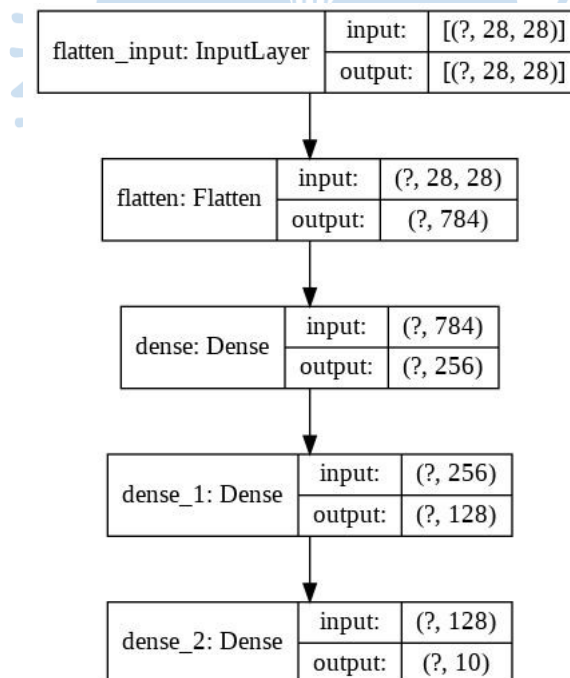 flatten_input: InputLayer
input: [(?, 28, 28)]
output: [(?, 28, 28)]
flatten: Flatten
input: (?, 28, 28)
output: (?, 784)
dense: Dense
input: (?, 784)
output: (?, 256)
dense_1: Dense
input: (?, 256)
output: (?, 128)
dense_2: Dense
input: (?, 128)
output: (?, 10)